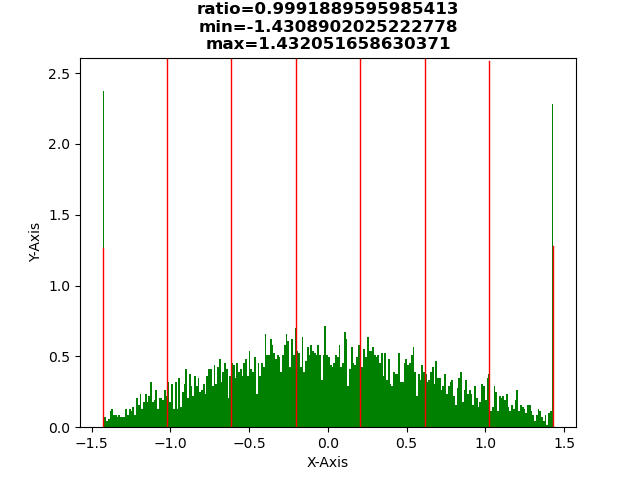 ratio=0.9991889595985413
min=-1.4308902025222778
max=1.432051658630371
2.5
2.0
1.5
1.0
0.5
0.0
Y-Axis
−1.5 −1.0 −0.5 0.0 0.5 1.0 1.5
X-Axis